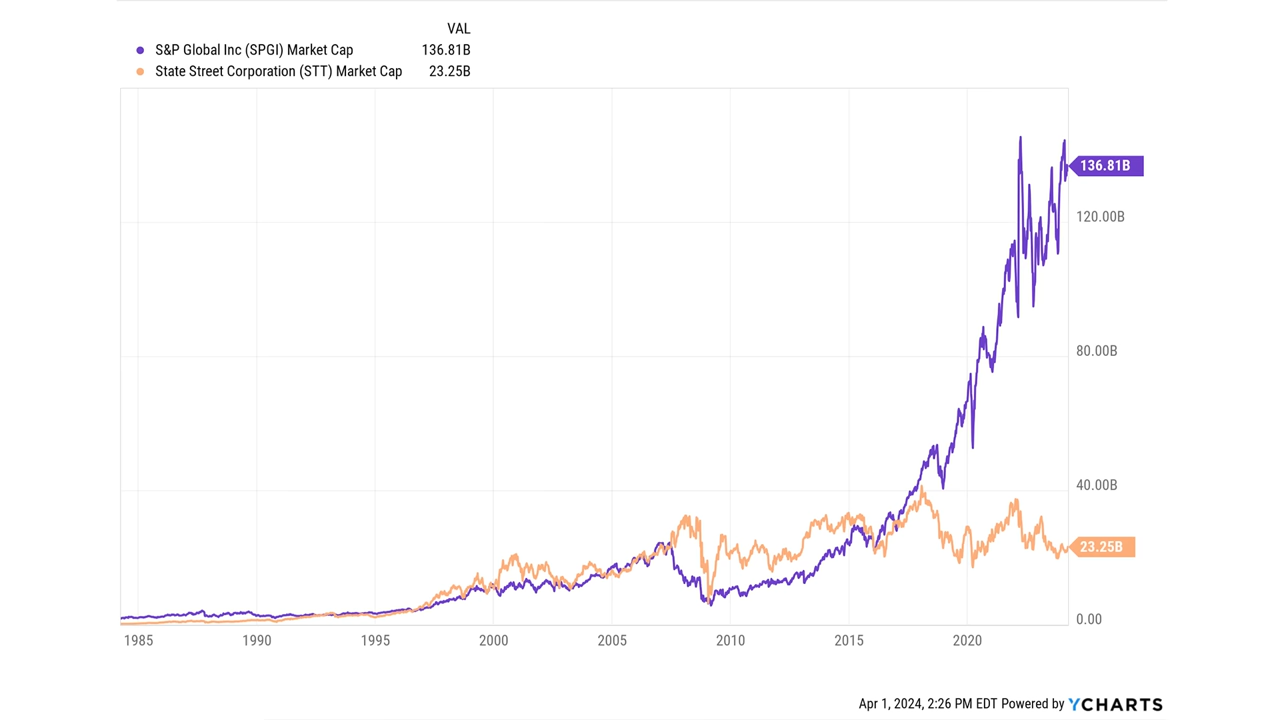 VAL
S&P Global Inc (SPGI) Market Cap 136.81B
State Street Corporation (STT) Market Cap 23.25B
136.81B
120.00B
80.00B
40.00B
23.25B
0.00
1985 1990 1995 2000 2005 2010 2015 2020
Apr 1, 2024, 2:26 PM EDT Powered by YCHARTS